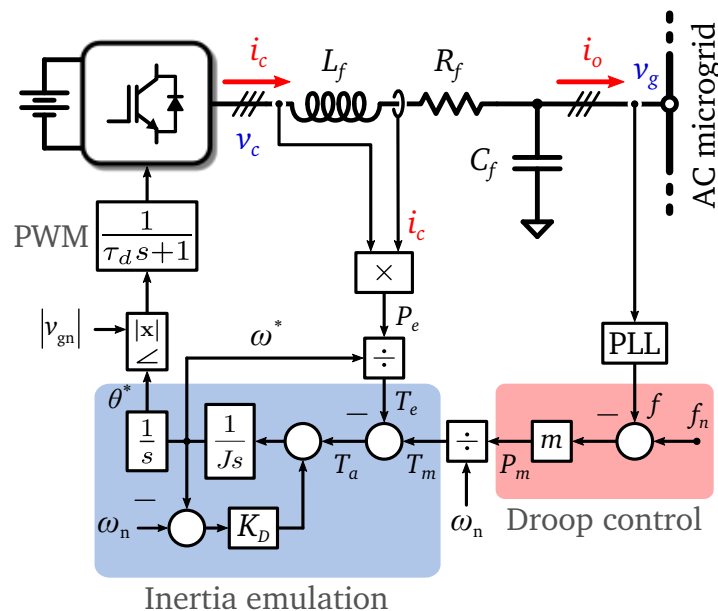 i_c
L_f
R_f
i_o
v_g
AC microgrid
v_c
C_f
PWM
1
τ_d s+1
i_c
×
P_e
|v_gn|
|x|
∠
ω*
÷
PLL
θ*
1
s
1
Js
−
T_e
T_a
T_m
÷
P_m
m
−
f
f_n
−
ω_n
K_D
ω_n
Droop control
Inertia emulation